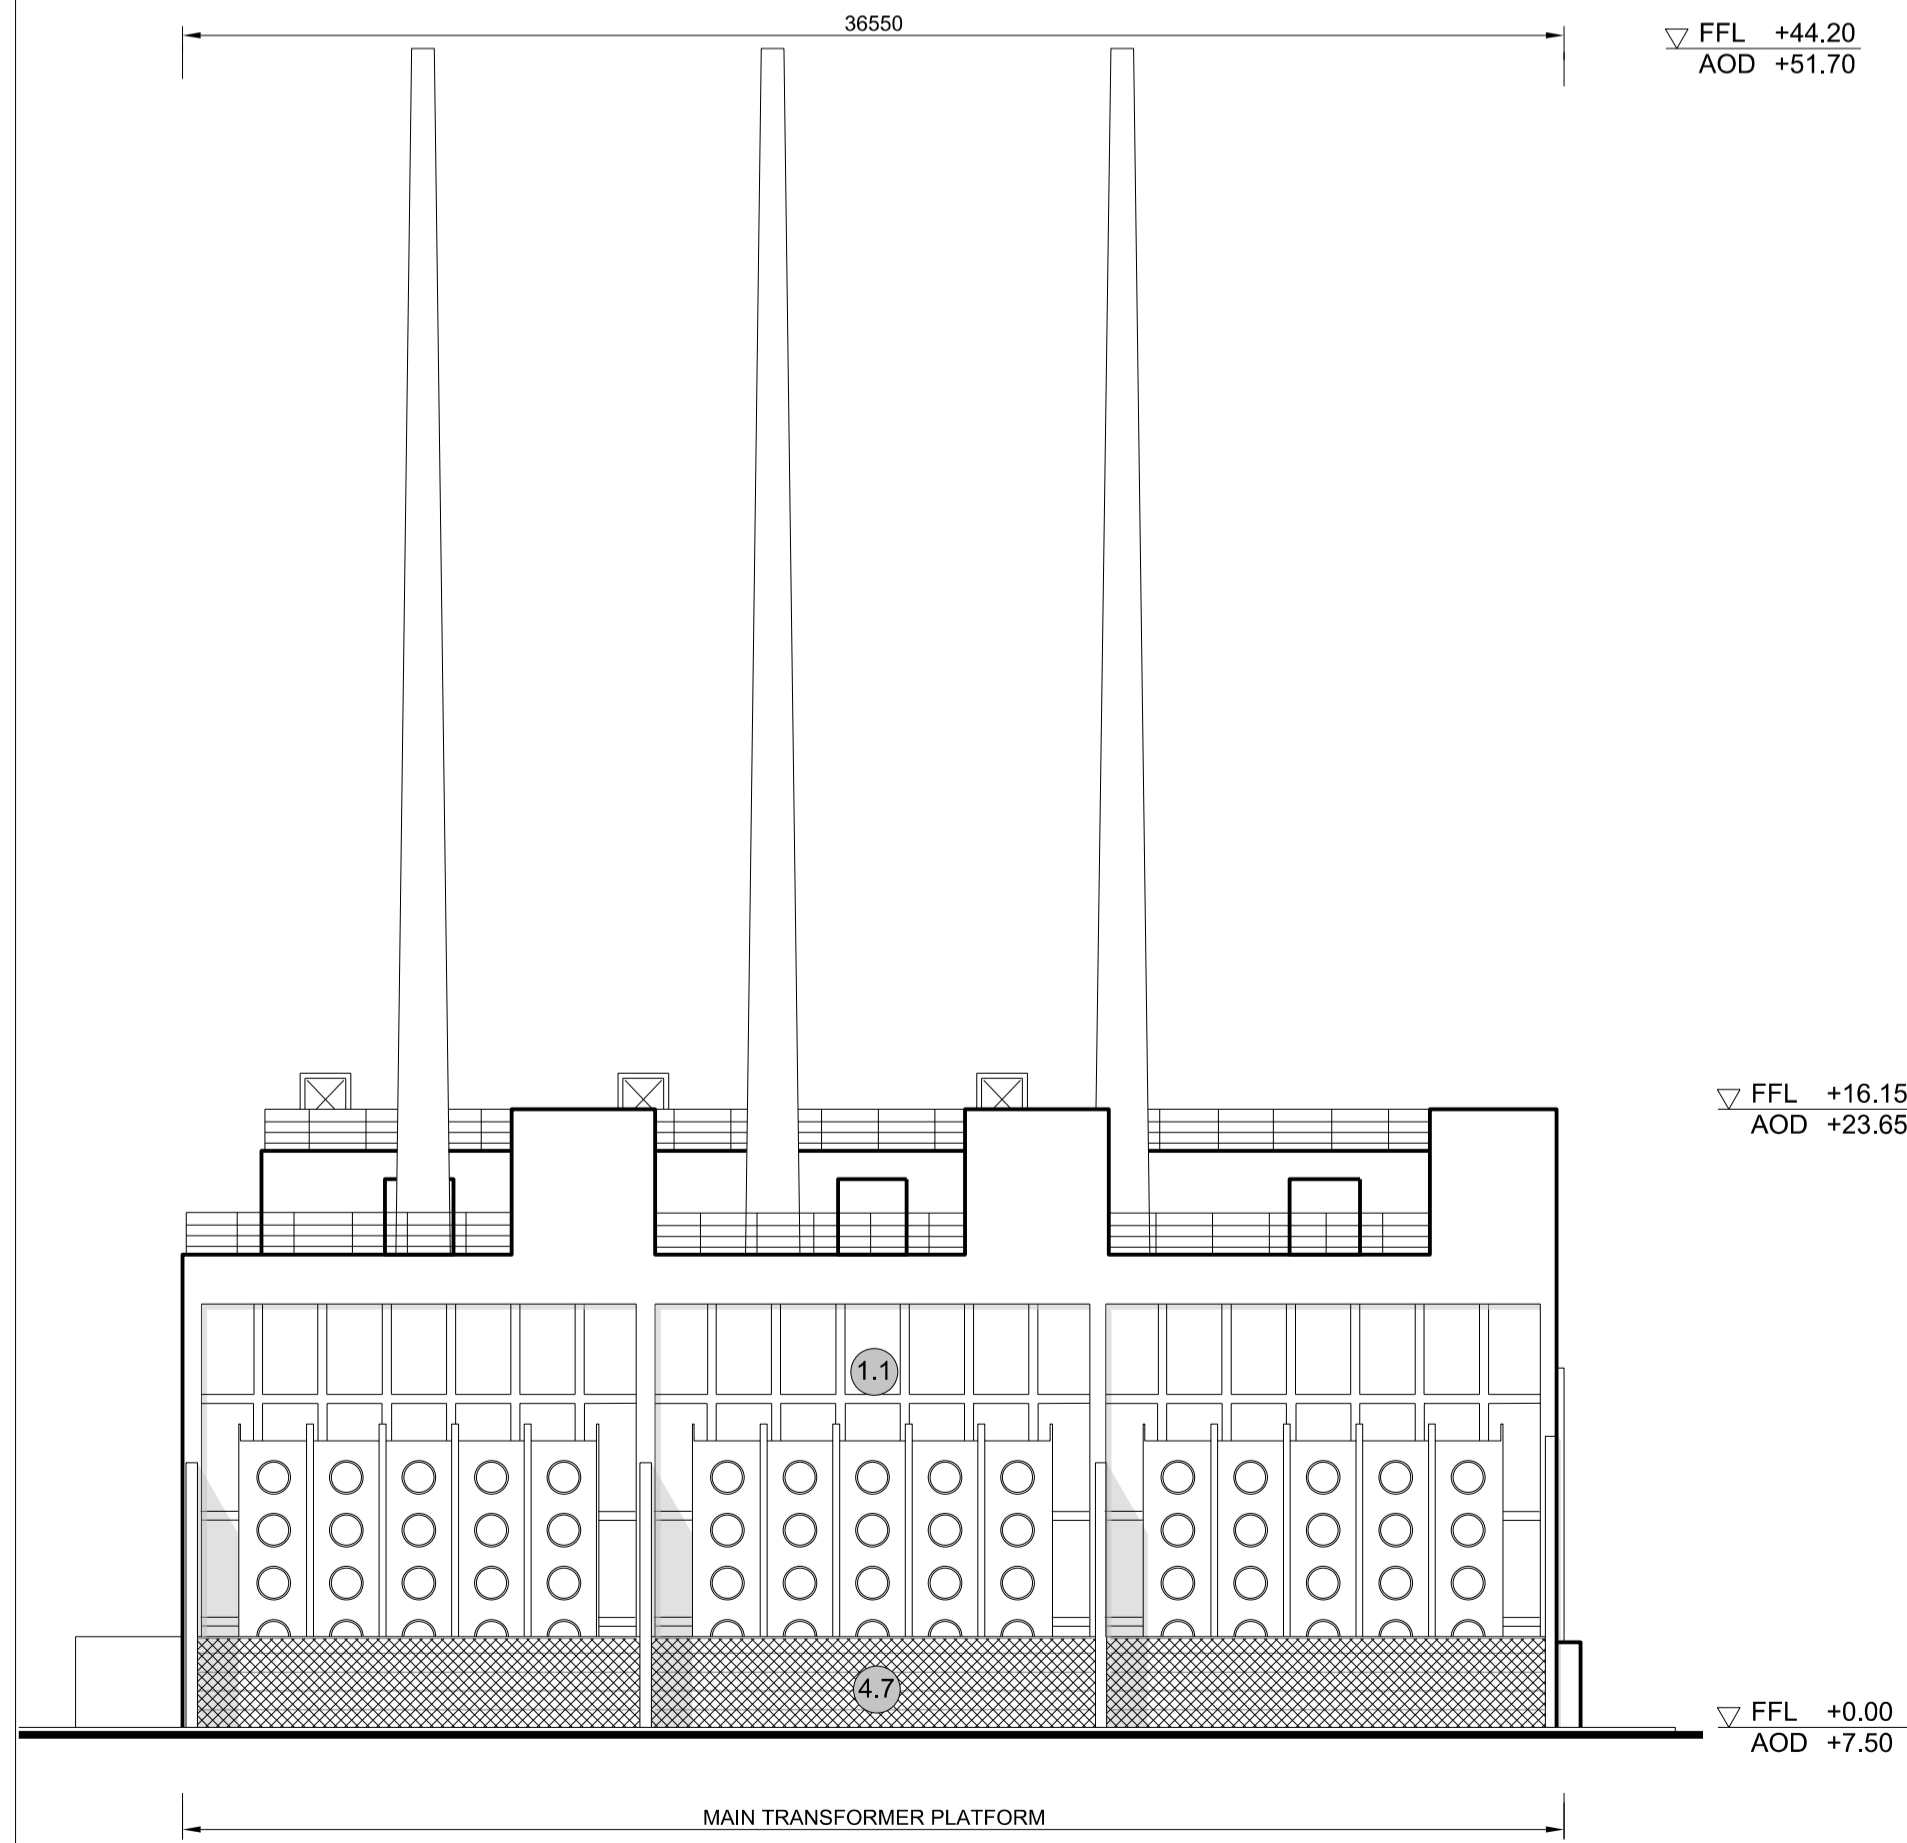 36550
FFL +44.20
AOD +51.70
FFL +16.15
AOD +23.65
1.1
4.7
FFL +0.00
AOD +7.50
MAIN TRANSFORMER PLATFORM